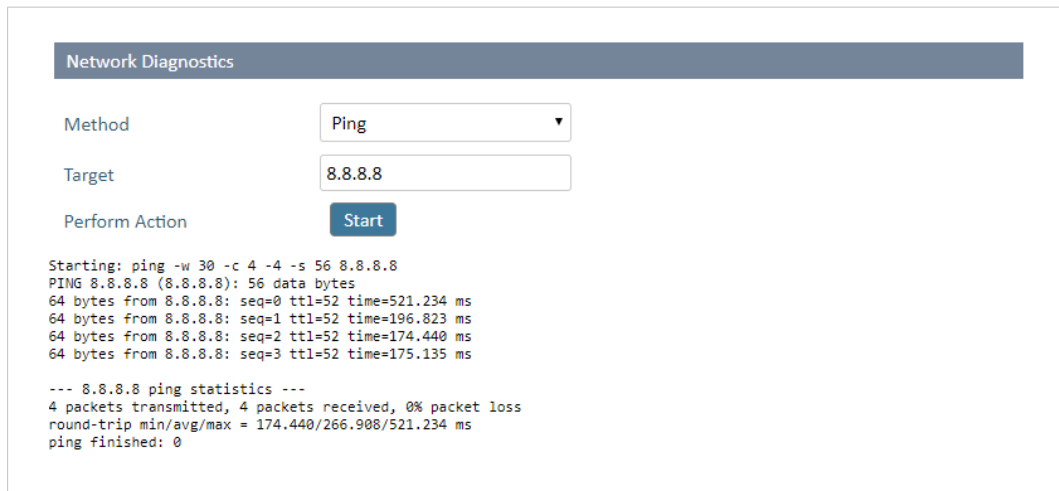 Network Diagnostics
Method Ping
Target 8.8.8.8
Perform Action Start
Starting: ping -w 30 -c 4 -4 -s 56 8.8.8.8
PING 8.8.8.8 (8.8.8.8): 56 data bytes
64 bytes from 8.8.8.8: seq=0 ttl=52 time=521.234 ms
64 bytes from 8.8.8.8: seq=1 ttl=52 time=196.823 ms
64 bytes from 8.8.8.8: seq=2 ttl=52 time=174.440 ms
64 bytes from 8.8.8.8: seq=3 ttl=52 time=175.135 ms
--- 8.8.8.8 ping statistics ---
4 packets transmitted, 4 packets received, 0% packet loss
round-trip min/avg/max = 174.440/266.908/521.234 ms
ping finished: 0